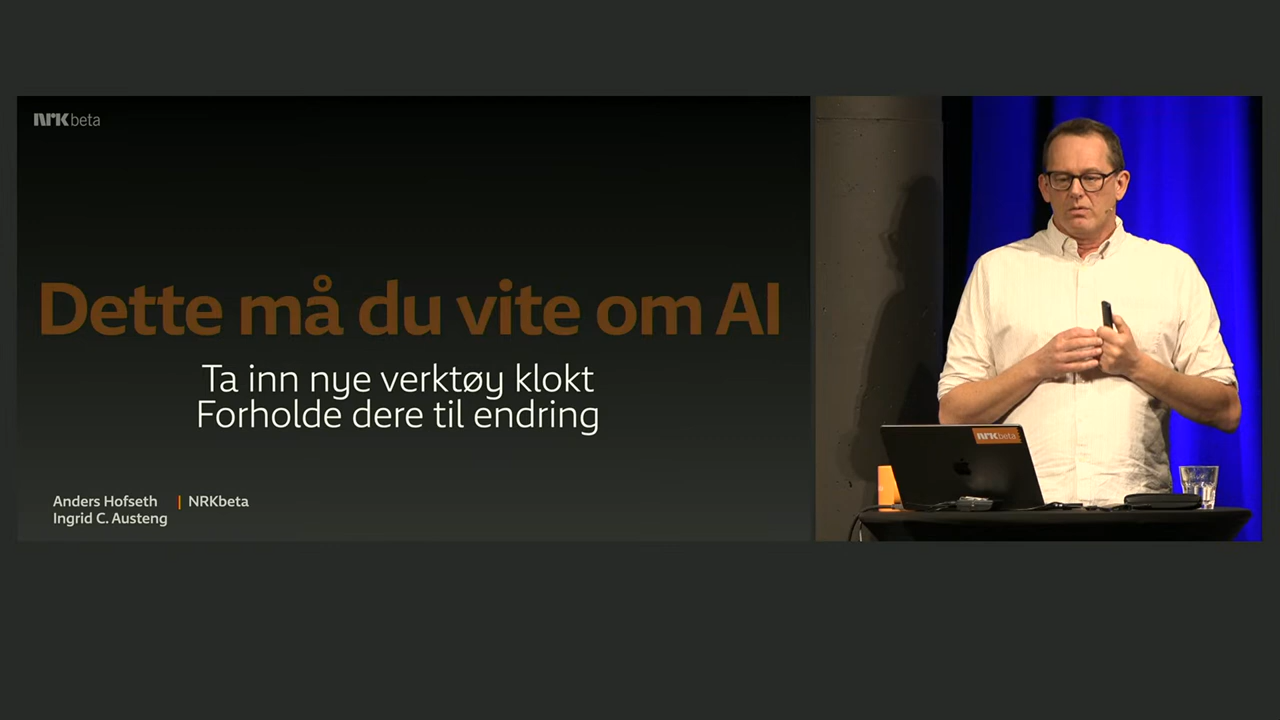 NRK beta
Dette må du vite om AI
Ta inn nye verktøy klokt
Forholde dere til endring
Anders Hofseth | NRKbeta
Ingrid C. Austeng
NRKbeta